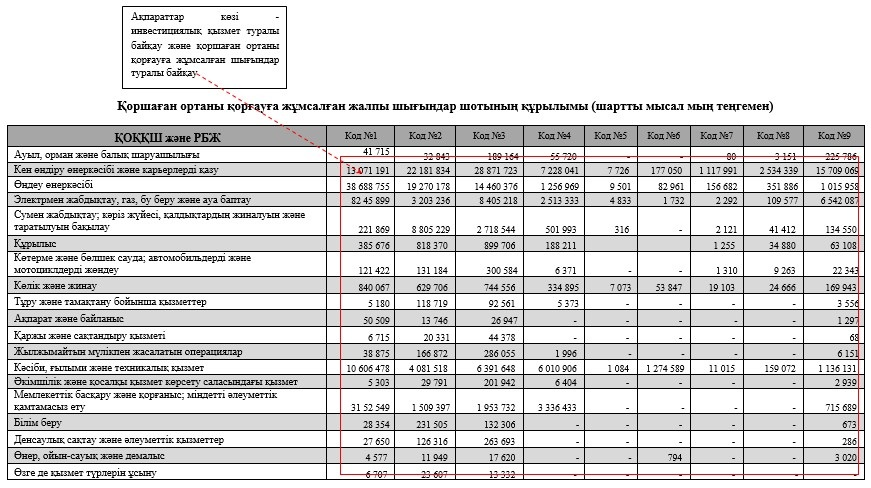 Ақпараттар көзі -
инвестициялық қызмет туралы
байқау және қоршаған ортаны
қорғауға жұмсалған шығындар
туралы байқау
Қоршаған ортаны қорғауға жұмсалған жалпы шығындар шотының құрылымы (шартты мысал мың теңгемен)
ҚОҚҚШ және РБЖ Код №1 Код №2 Код №3 Код №4 Код №5 Код №6 Код №7 Код №8 Код №9
Ауыл, орман және балық шаруашылығы 41 715 32 843 189 164 55 720 - - 80 3 151 225 786
Кен өндіру өнеркәсібі және карьерлерді қазу 13 071 191 22 181 834 28 871 723 7 228 041 7 726 177 050 1 117 991 2 534 339 15 709 069
Өңдеу өнеркәсібі 38 688 755 19 270 178 14 460 376 1 256 969 9 501 82 961 156 682 351 886 1 015 958
Электрмен жабдықтау, газ, бу беру және ауа баптау 82 45 899 3 203 236 8 405 218 2 513 333 4 833 1 732 2 292 109 577 6 542 087
Сумен жабдықтау; кәріз жүйесі, қалдықтардың жиналуын және
таратылуын бақылау 221 869 8 805 229 2 718 544 501 993 316 - 2 121 41 412 134 550
Құрылыс 385 676 818 370 899 706 188 211 1 255 34 880 63 108
Көтерме және бөлшек сауда; автомобильдерді және
мотоциклдерді жөндеу 121 422 131 184 300 584 6 371 - - 1 310 9 263 22 343
Көлік және жинау 840 067 629 706 744 556 334 895 7 073 53 847 19 103 24 666 169 943
Тұру және тамақтану бойынша қызметтер 5 180 118 719 92 561 5 373 - - - - 3 556
Ақпарат және байланыс 50 509 13 746 26 947 - - - - - 1 297
Қаржы және сақтандыру қызметі 6 715 20 331 44 378 - - - - - 68
Жылжымайтын мүлікпен жасалатын операциялар 38 875 166 872 286 055 1 996 - - - - 6 151
Кәсіби, ғылыми және техникалық қызмет 10 606 478 4 081 518 6 391 648 6 010 906 1 084 1 274 589 11 015 159 072 1 136 131
Әкімшілік және қосалқы қызмет көрсету саласындағы қызмет 5 303 29 791 201 942 6 404 - - - - 2 939
Мемлекеттік басқару және қорғаныс; міндетті әлеуметтік
қамтамасыз ету 31 52 549 1 509 397 1 953 732 3 336 433 - - - - 715 689
Білім беру 28 354 231 505 132 306 - - - - - 673
Денсаулық сақтау және әлеуметтік қызметтер 27 650 126 316 263 693 - - - - - 286
Өнер, ойын-сауық және демалыс 4 577 11 949 17 620 - - 794 - - 3 020
Өзге де қызмет түрлерін ұсыну 6 707 23 607 13 332 - - - - - -